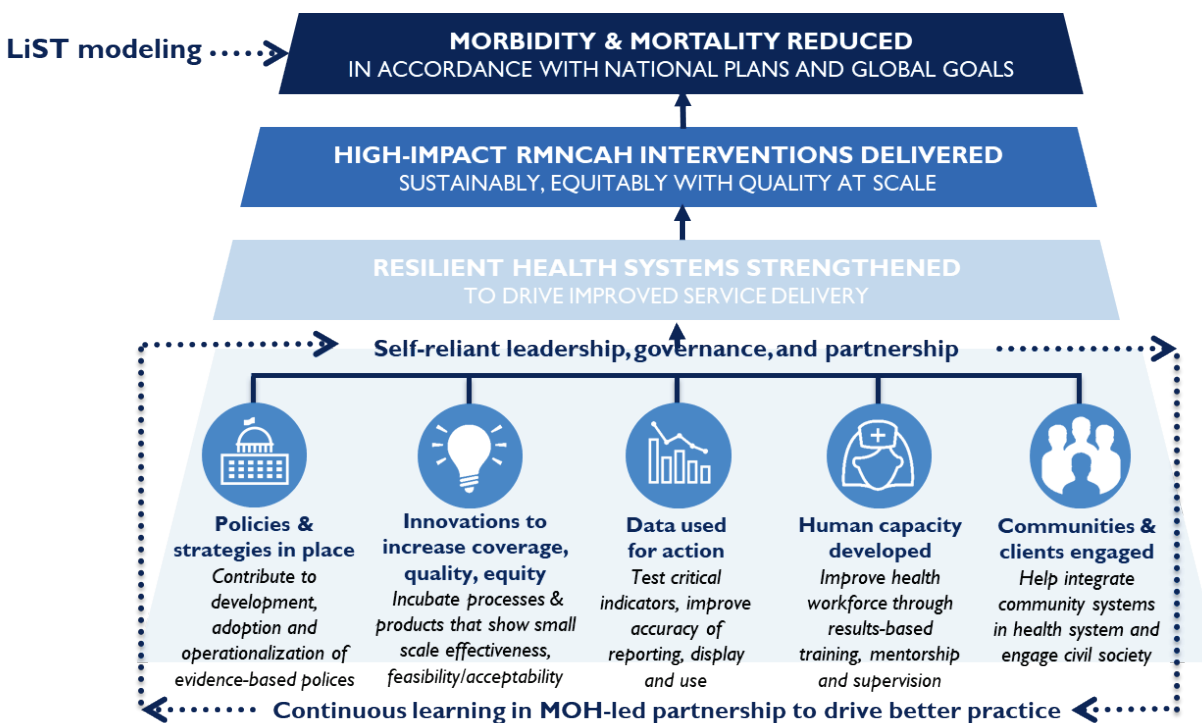 LiST modeling
MORBIDITY & MORTALITY REDUCED
IN ACCORDANCE WITH NATIONAL PLANS AND GLOBAL GOALS
HIGH-IMPACT RMNCAH INTERVENTIONS DELIVERED
SUSTAINABLY, EQUITABLY WITH QUALITY AT SCALE
RESILIENT HEALTH SYSTEMS STRENGTHENED
TO DRIVE IMPROVED SERVICE DELIVERY
Self-reliant leadership, governance, and partnership
Policies &
strategies in place
Contribute to
development,
adoption and
operationalization of
evidence-based polices
Innovations to
increase coverage,
quality, equity
Incubate processes &
products that show small
scale effectiveness,
feasibility/acceptability
Data used
for action
Test critical
indicators, improve
accuracy of
reporting, display
and use
Human capacity
developed
Improve health
workforce through
results-based
training, mentorship
and supervision
Communities &
clients engaged
Help integrate
community systems
in health system and
engage civil society
Continuous learning in MOH-led partnership to drive better practice